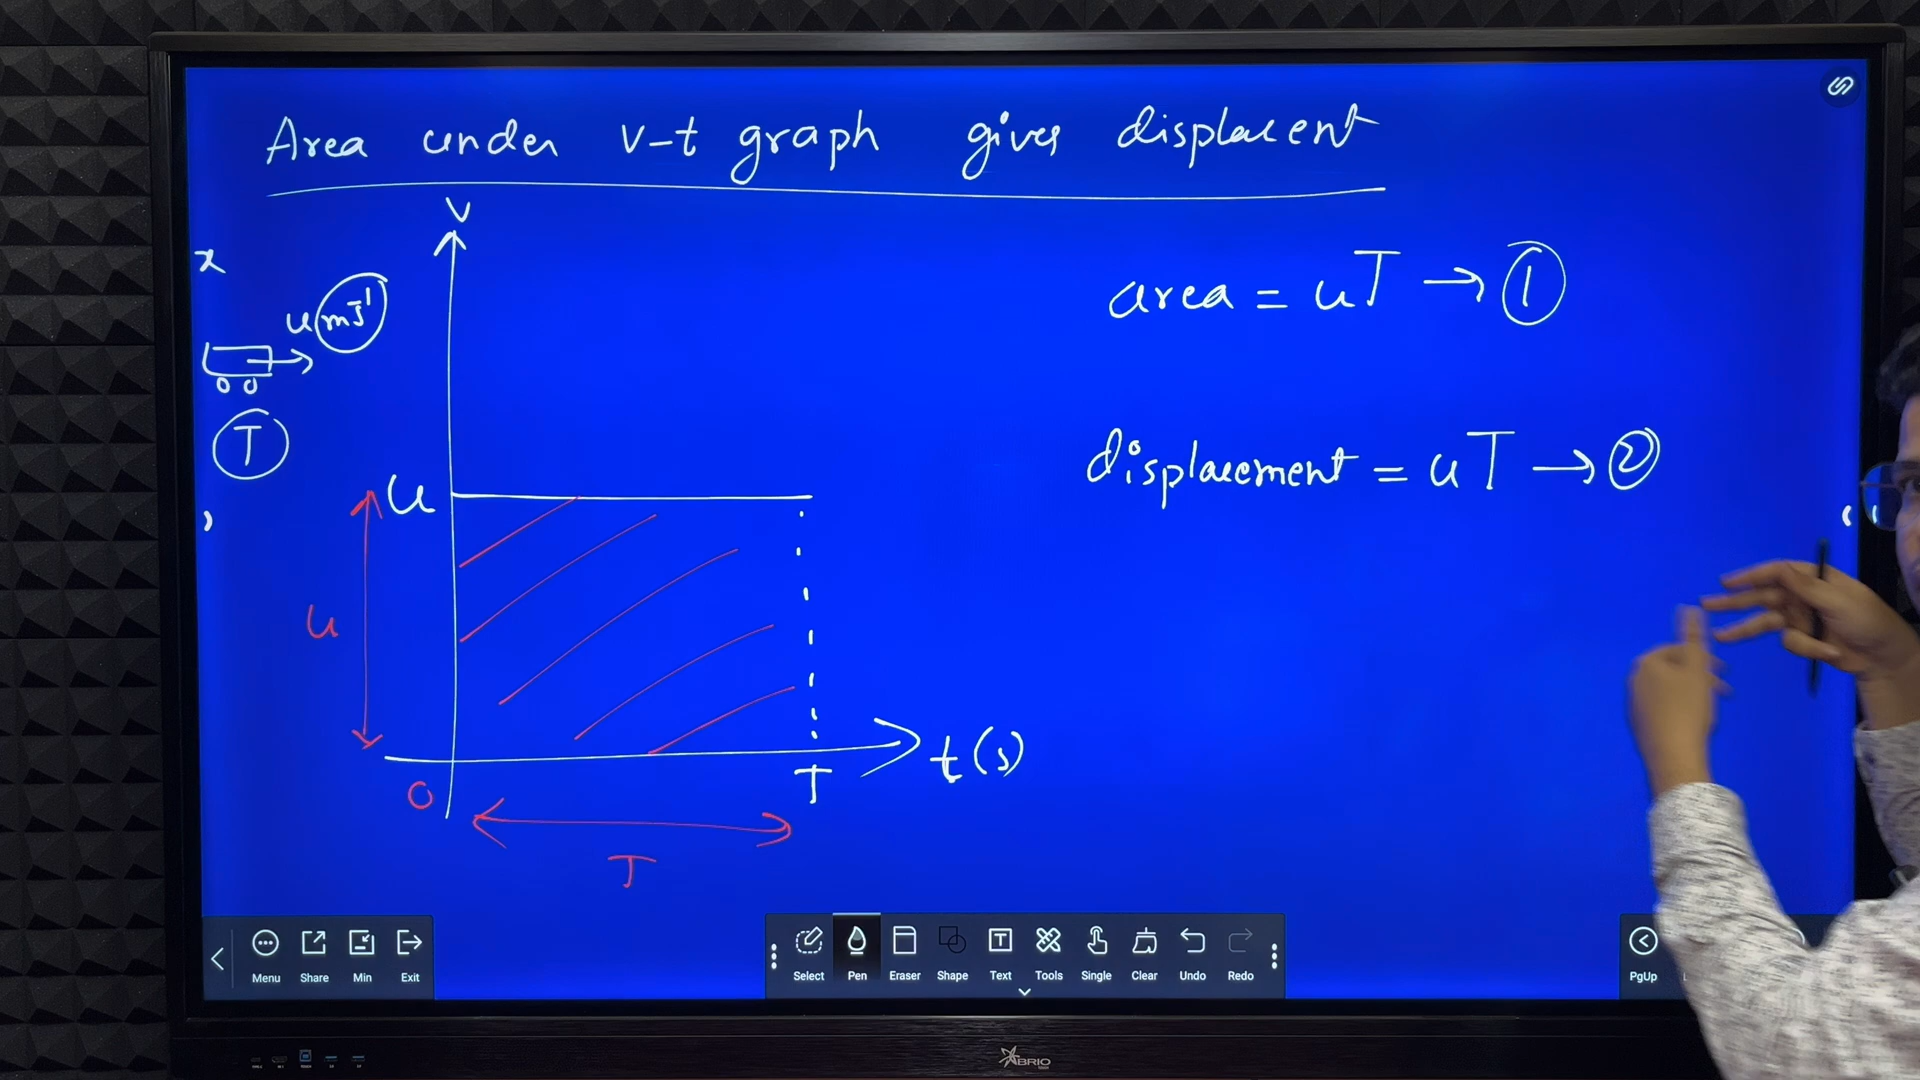 Area under v-t graph gives displacent
v
x
u ms⁻¹
area = uT → ①
T
displacement = uT → ②
u
u
t(s)
T
O
T
Menu Share Min Exit
Select Pen Eraser Shape Text Tools Single Clear Undo Redo
PgUp
ABRIO